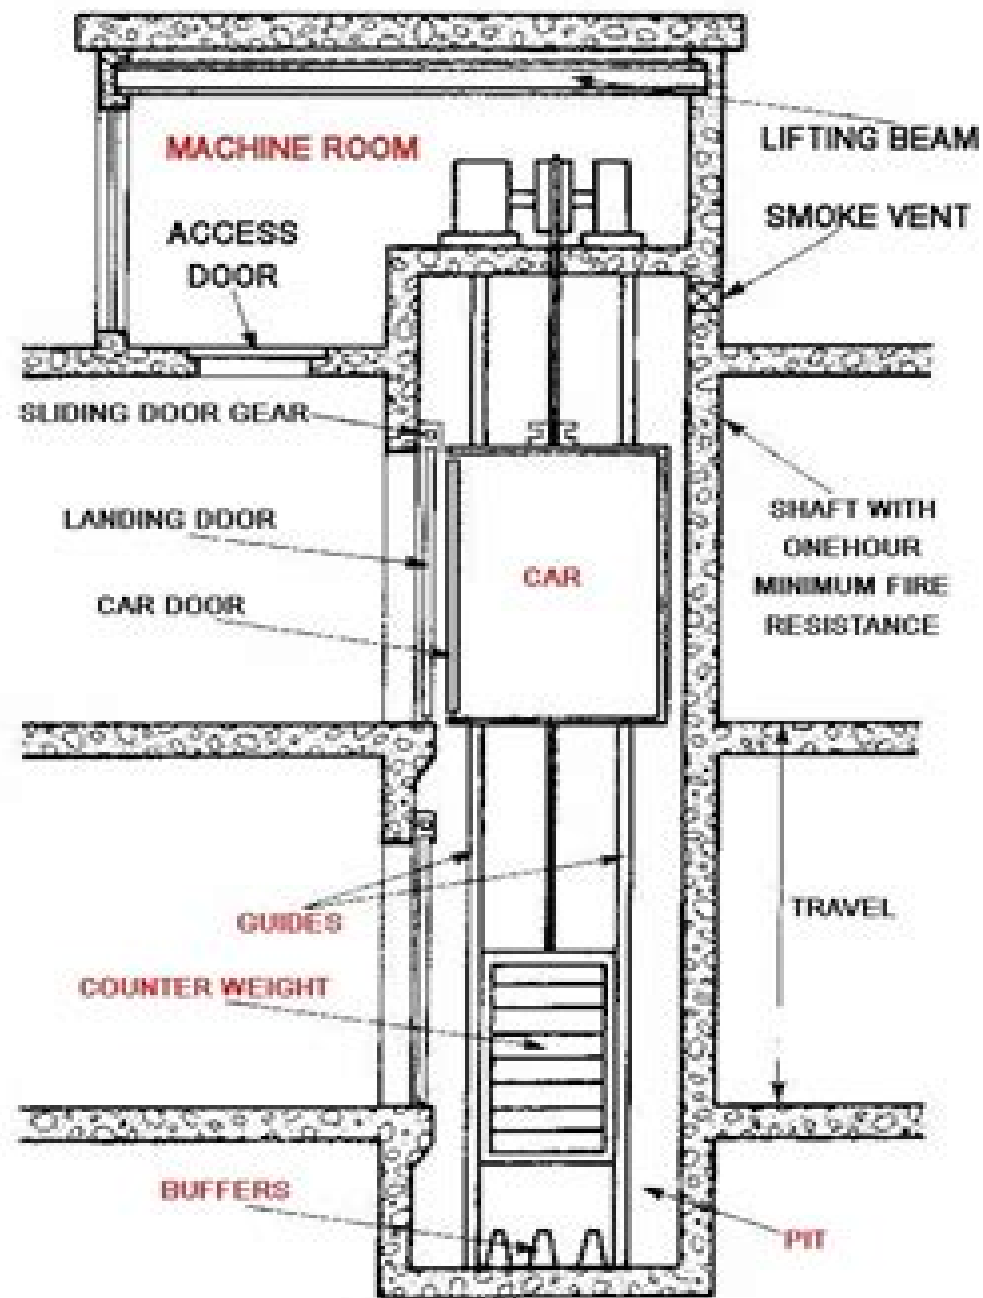 LIFTING BEAM
MACHINE ROOM
SMOKE VENT
ACCESS
DOOR
SLIDING DOOR GEAR
LANDING DOOR
SHAFT WITH
ONEHOUR
MINIMUM FIRE
RESISTANCE
CAR
CAR DOOR
TRAVEL
GUIDES
COUNTER WEIGHT
BUFFERS
PIT